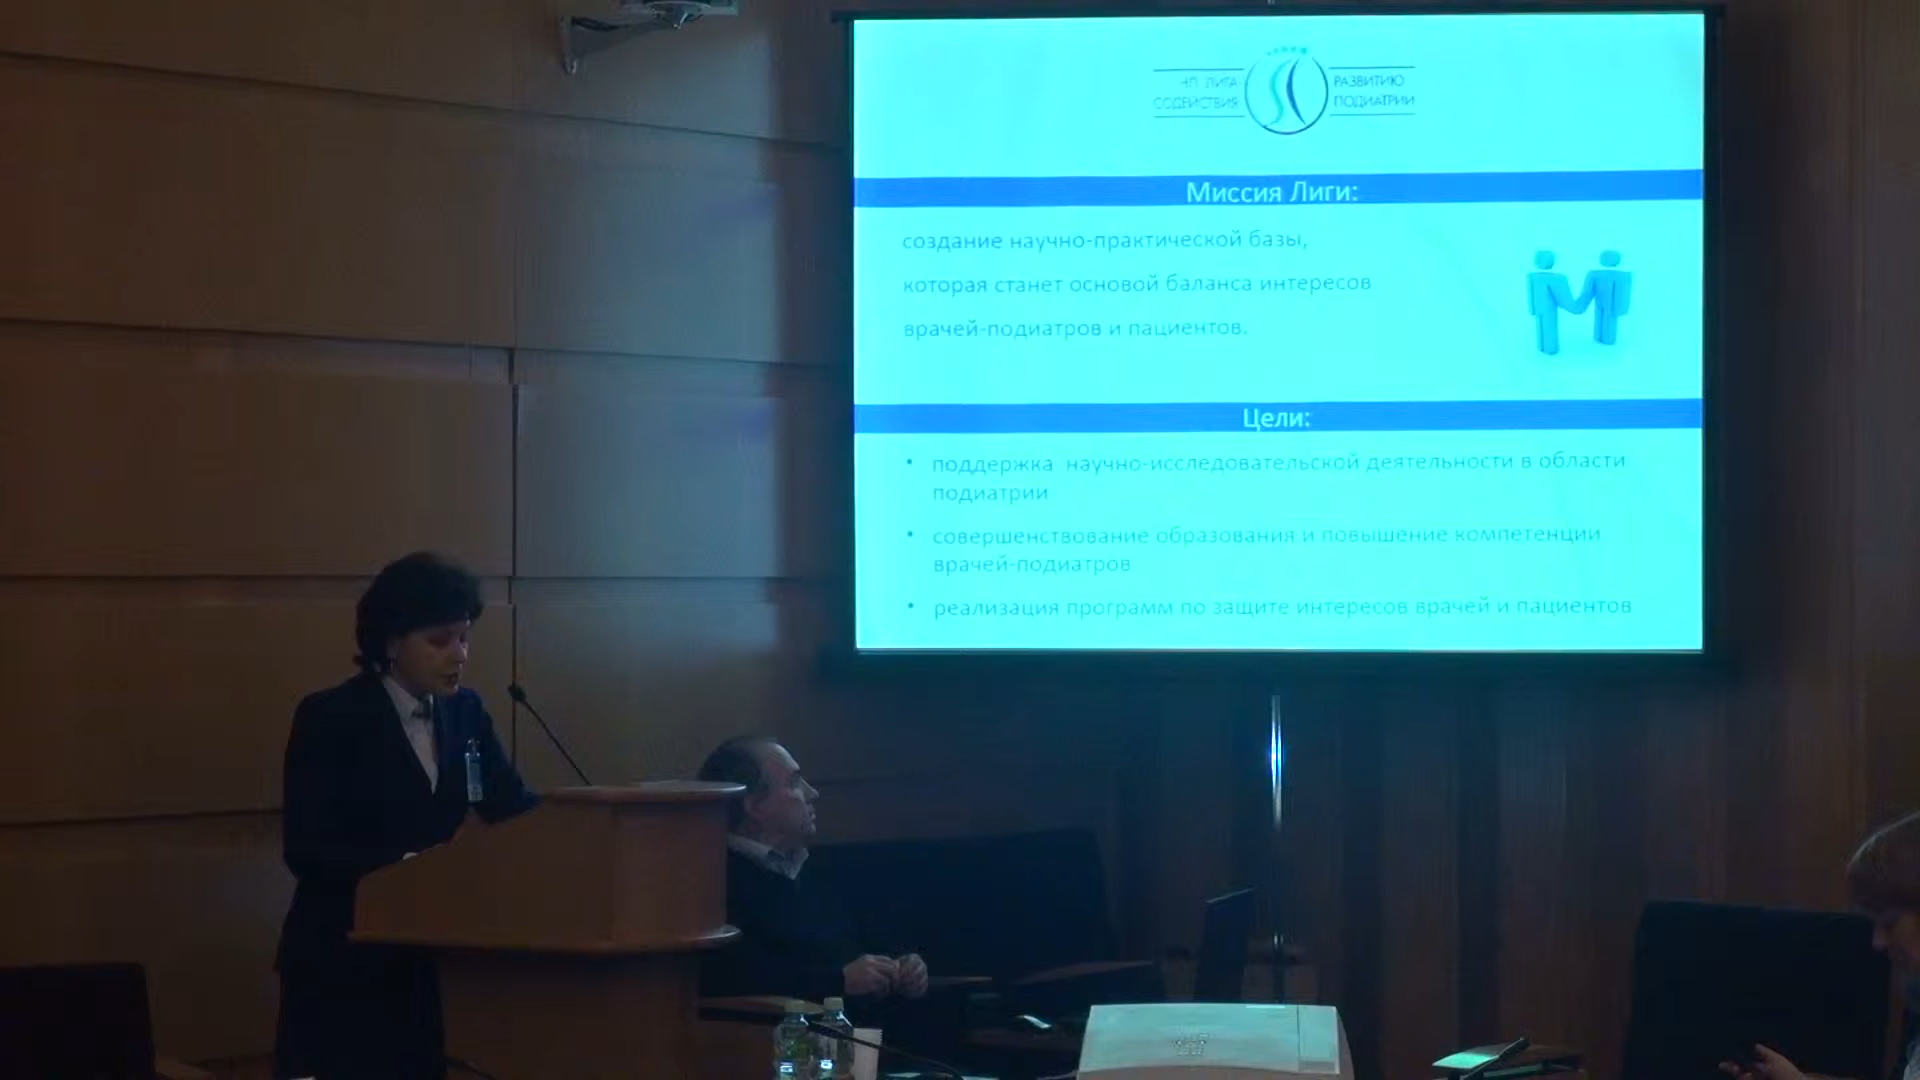 НП ЛИГА
СОДЕЙСТВИЯ
РАЗВИТИЮ
ПОДИАТРИИ
Миссия Лиги:
создание научно-практической базы,
которая станет основой баланса интересов
врачей-подиатров и пациентов.
Цели:
• поддержка научно-исследовательской деятельности в области
подиатрии
• совершенствование образования и повышение компетенции
врачей-подиатров
• реализация программ по защите интересов врачей и пациентов